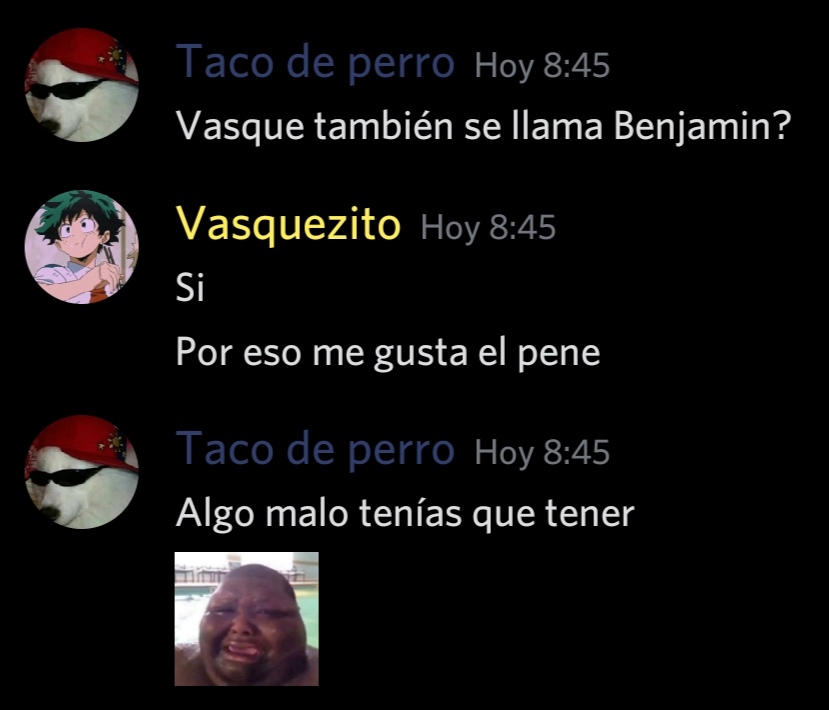 Taco de perro Hoy 8:45
Vasque también se llama Benjamin?
Vasquezito Hoy 8:45
Si
Por eso me gusta el pene
Taco de perro Hoy 8:45
Algo malo tenías que tener